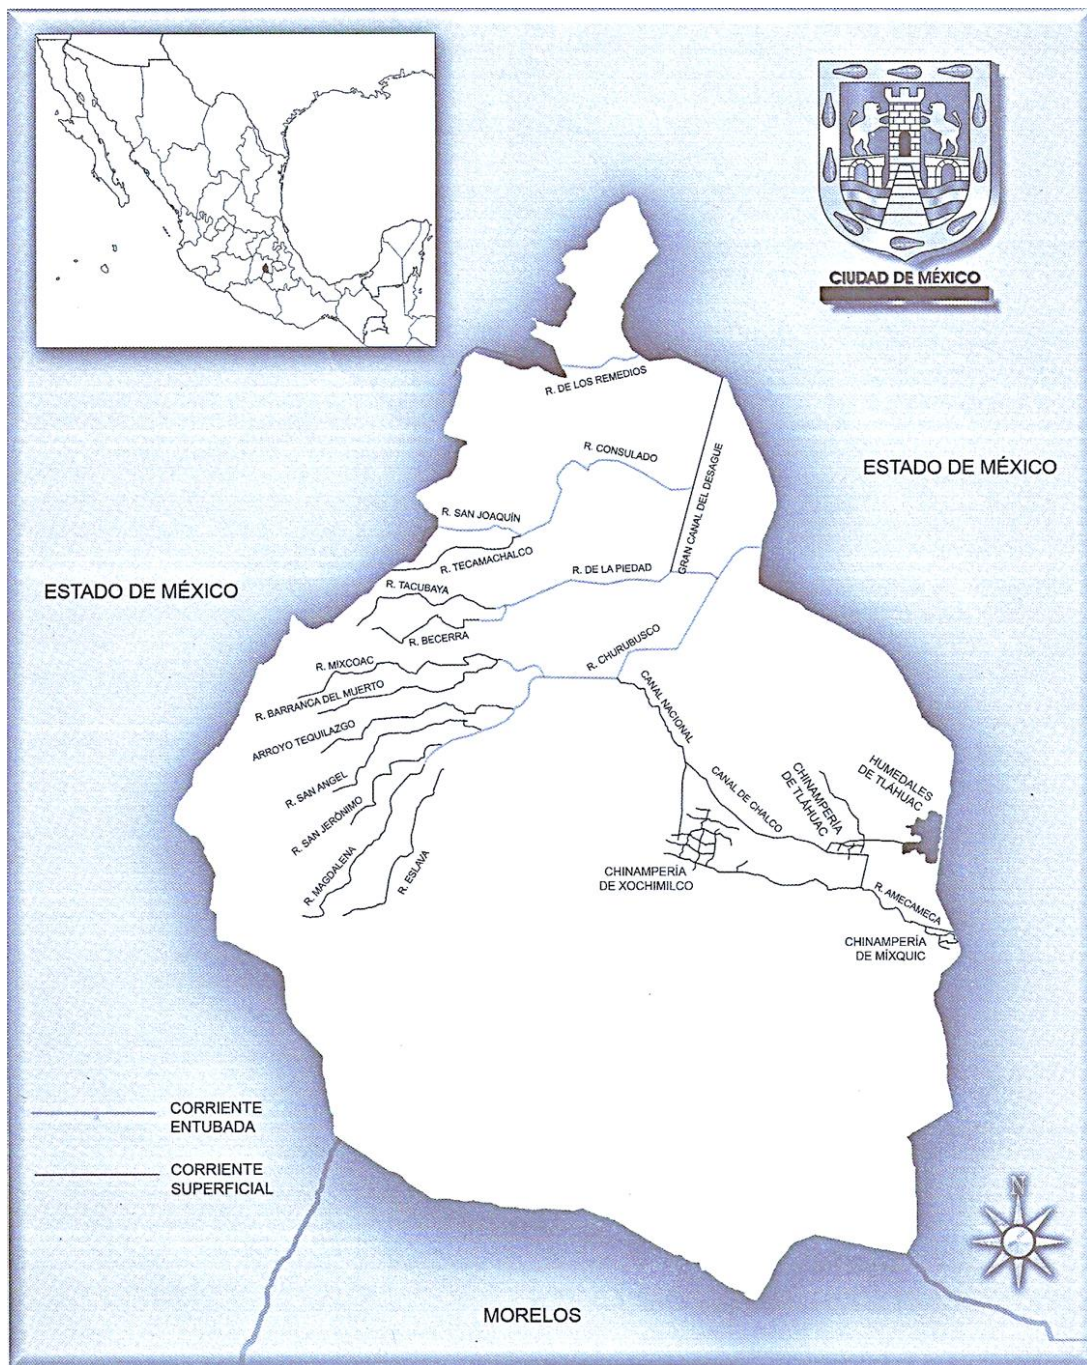 CIUDAD DE MÉXICO
R. DE LOS REMEDIOS
R. CONSULADO
GRAN CANAL DEL DESAGUE
ESTADO DE MÉXICO
R. SAN JOAQUÍN
R. TECAMACHALCO
R. DE LA PIEDAD
ESTADO DE MÉXICO
R. TACUBAYA
R. BECERRA
R. CHURUBUSCO
R. MIXCOAC
R. BARRANCA DEL MUERTO
CANAL NACIONAL
ARROYO TEQUILAZGO
R. SAN ANGEL
R. SAN JERÓNIMO
R. MAGDALENA
R. ESLAVA
CANAL DE CHALCO
CHINAMPERÍA
DE TLÁHUAC
HUMEDALES
DE TLÁHUAC
CHINAMPERÍA
DE XOCHIMILCO
R. AMECAMECA
CHINAMPERÍA
DE MÍXQUIC
CORRIENTE
ENTUBADA
CORRIENTE
SUPERFICIAL
N
MORELOS